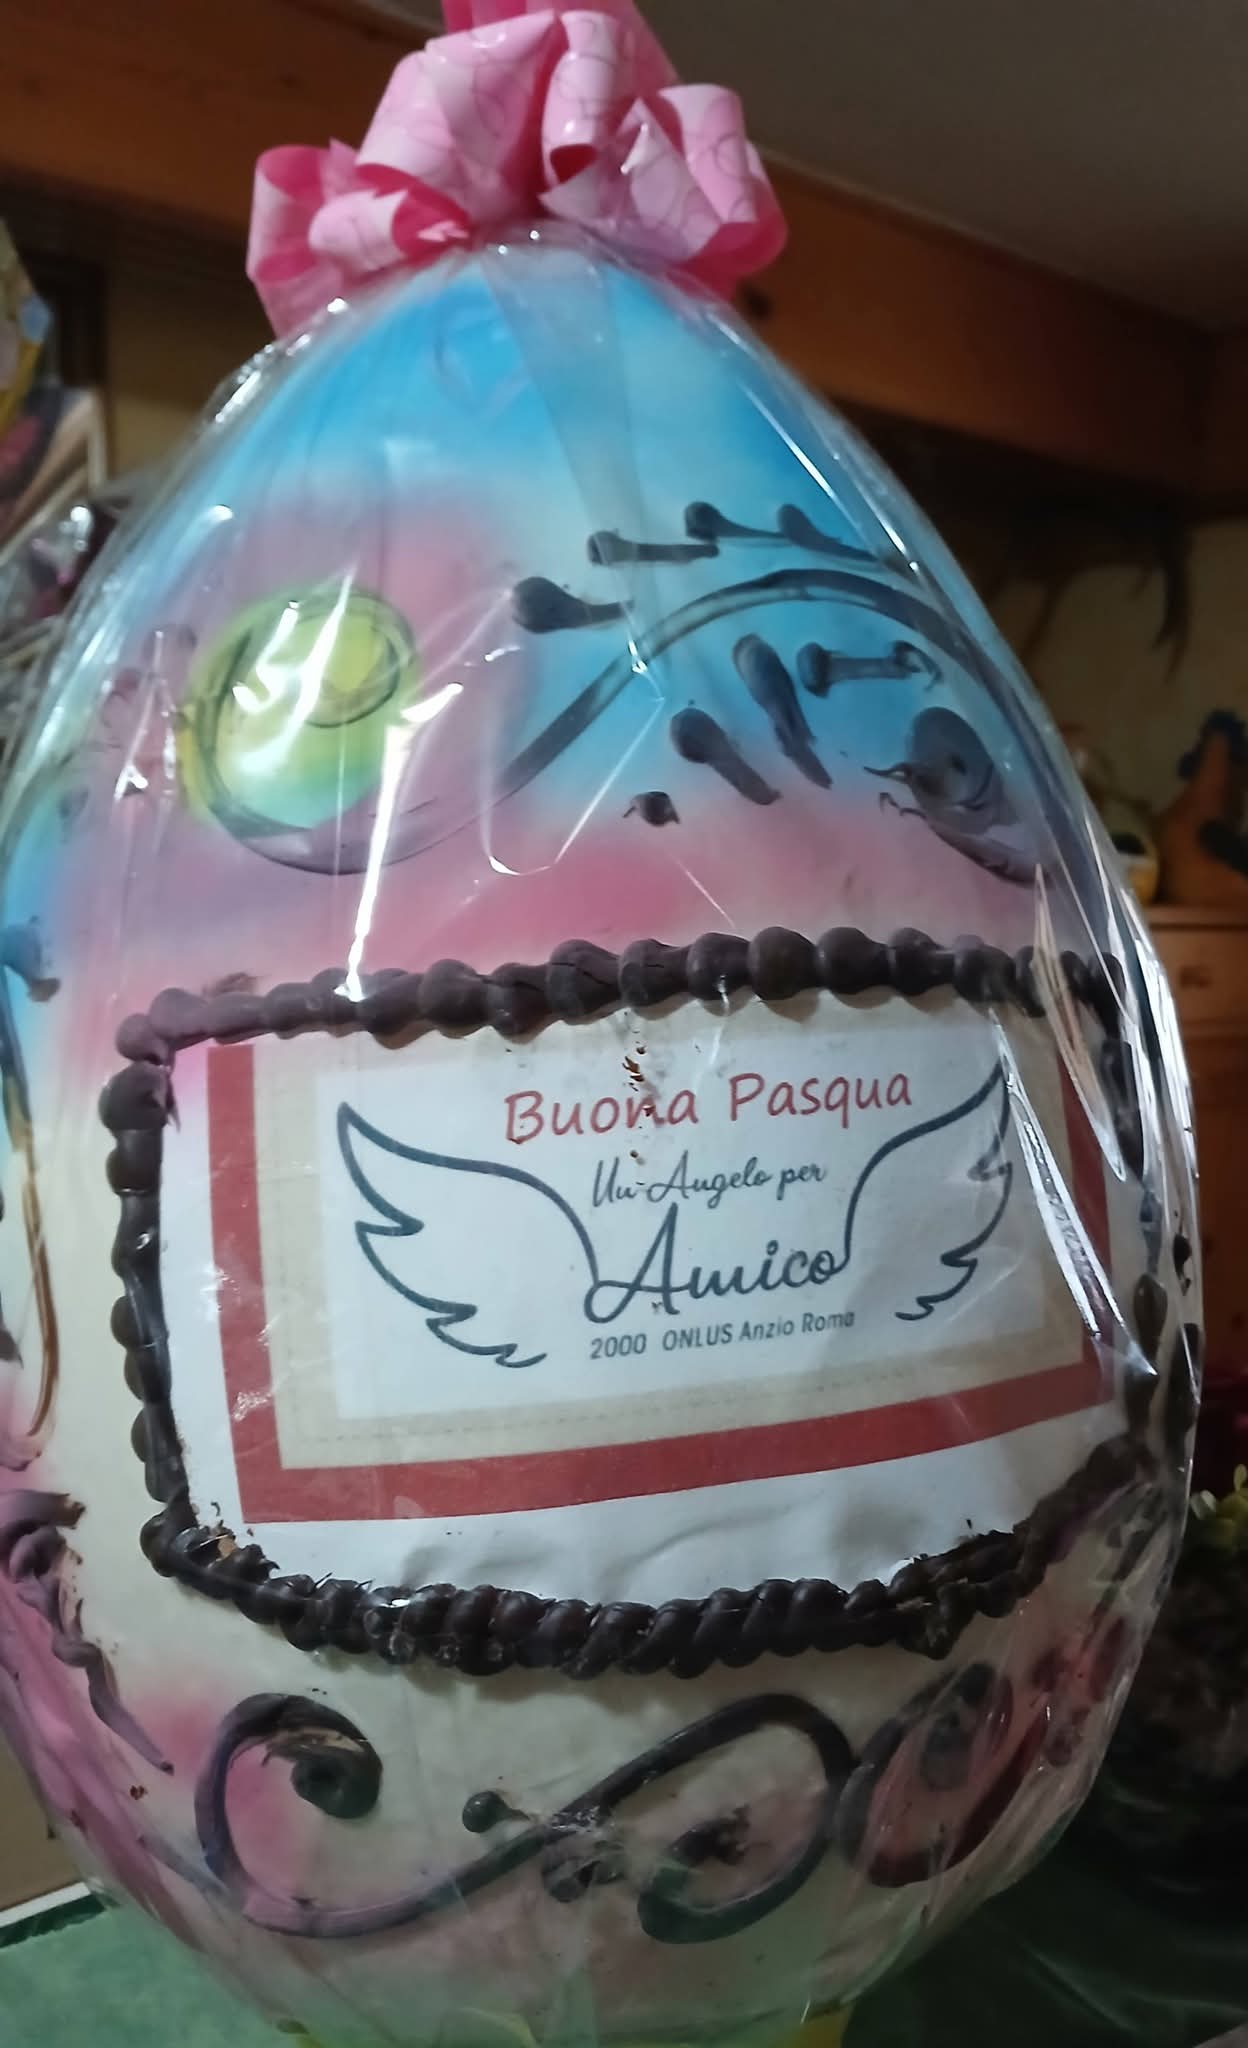 Buona Pasqua
Un Angelo per
Amico
2000 ONLUS Anzio Roma